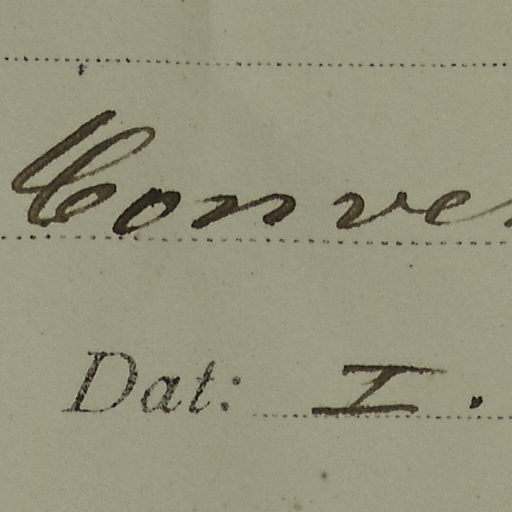 Conve
Dat: I.